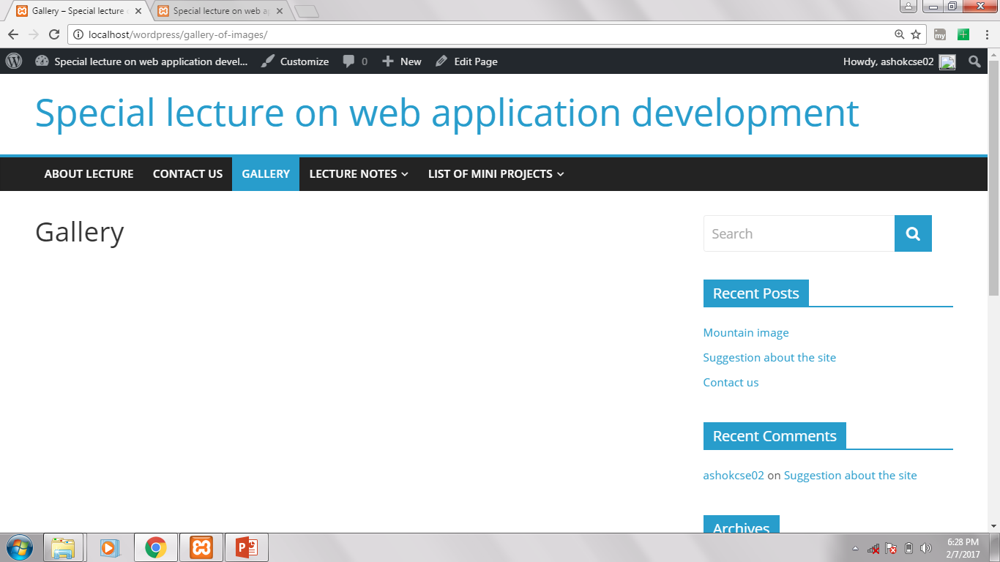 Gallery – Special lecture
Special lecture on web a
localhost/wordpress/gallery-of-images/
my
Special lecture on web application devel... Customize 0 New Edit Page Howdy, ashokcse02
Special lecture on web application development
ABOUT LECTURE CONTACT US GALLERY LECTURE NOTES LIST OF MINI PROJECTS
Gallery
Search
Recent Posts
Mountain image
Suggestion about the site
Contact us
Recent Comments
ashokcse02 on Suggestion about the site
Archives
6:28 PM
2/7/2017